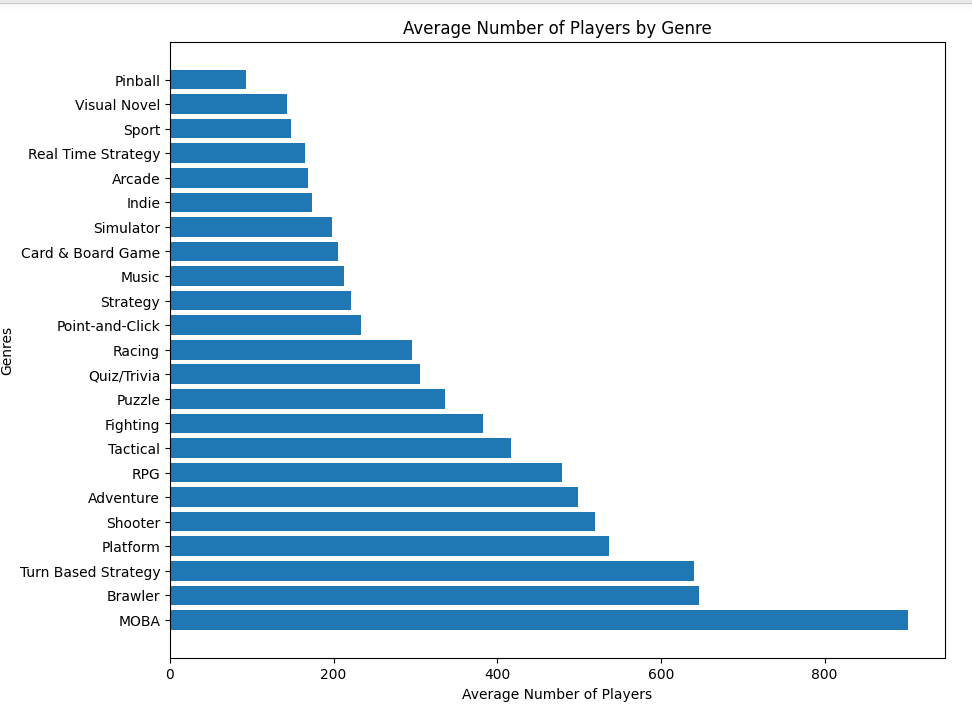 Average Number of Players by Genre
Pinball
Visual Novel
Sport
Real Time Strategy
Arcade
Indie
Simulator
Card & Board Game
Music
Strategy
Point-and-Click
Racing
Quiz/Trivia
Puzzle
Fighting
Tactical
RPG
Adventure
Shooter
Platform
Turn Based Strategy
Brawler
MOBA
Genres
0 200 400 600 800
Average Number of Players